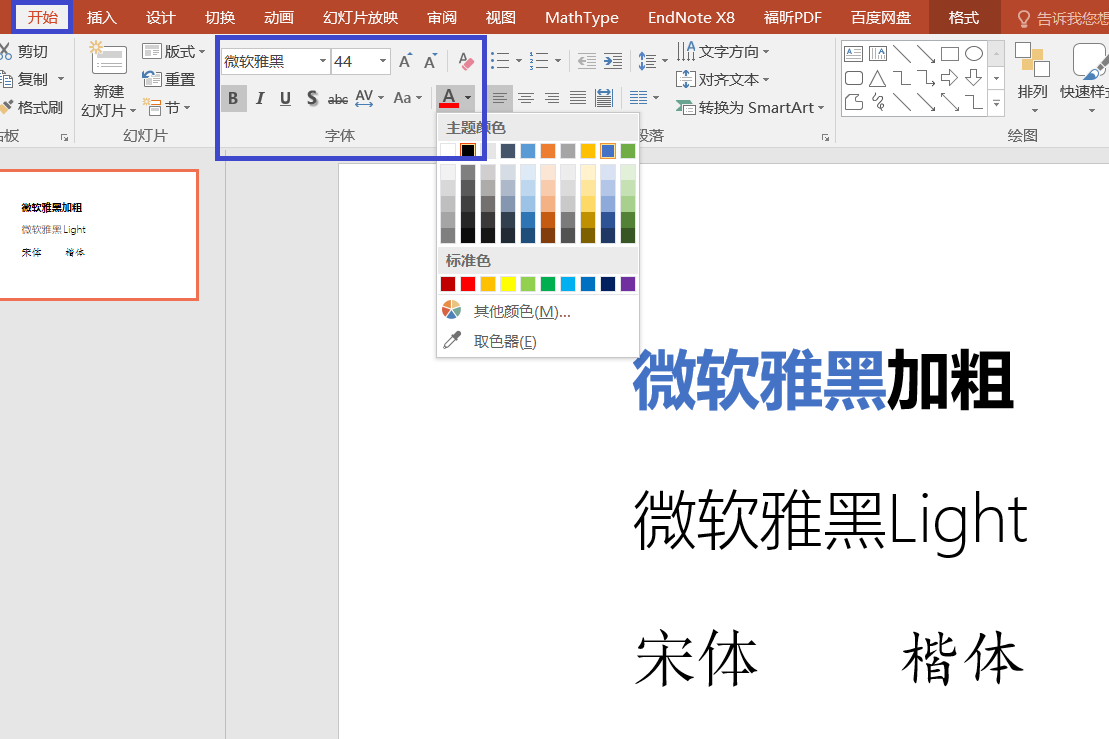 开始 插入 设计 切换 动画 幻灯片放映 审阅 视图 MathType EndNote X8 福昕PDF 百度网盘 格式 告诉我您想
剪切
复制
格式刷
新建
幻灯片
版式
重置
节
幻灯片
微软雅黑 44
B I U S abc AV Aa A
字体
文字方向
对齐文本
转换为 SmartArt
段落
排列
快速样式
绘图
主题颜色
标准色
其他颜色(M)...
取色器(E)
微软雅黑加粗
微软雅黑Light
宋体 楷体
微软雅黑加粗
微软雅黑Light
宋体 楷体